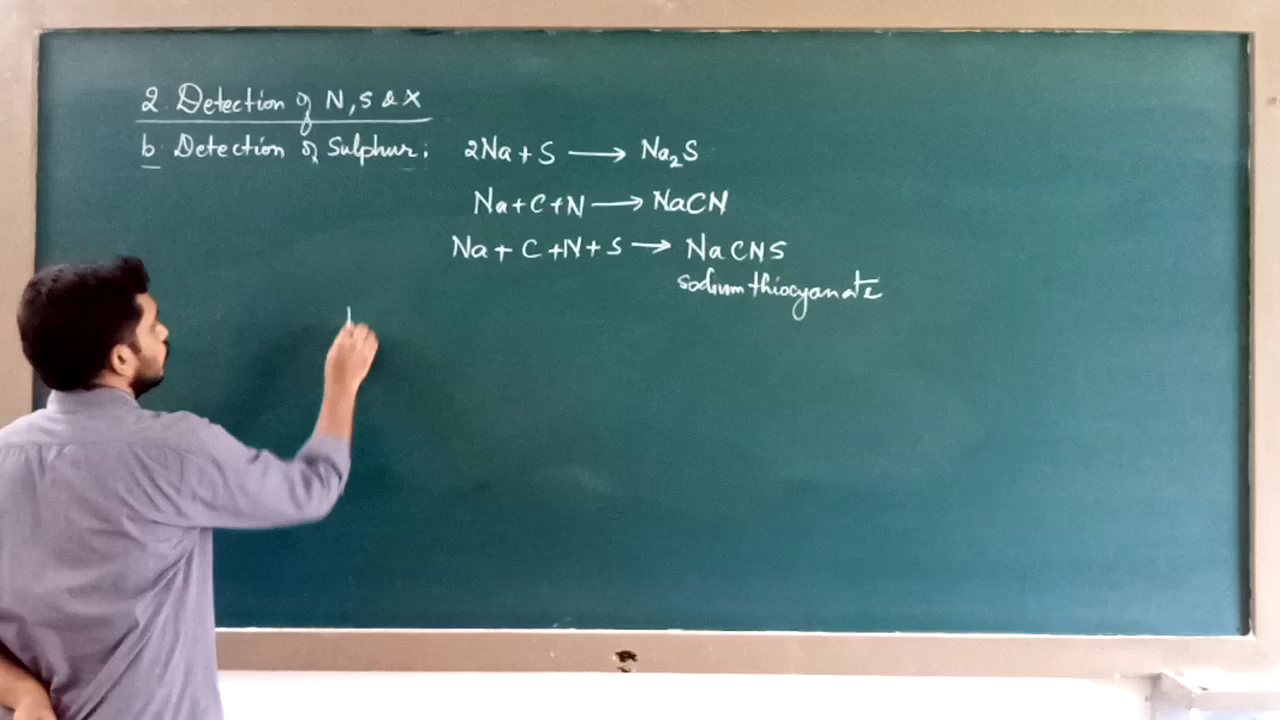 2. Detection of N, S & X
b. Detection of Sulphur: 2Na + S ⟶ Na₂S
Na + C + N ⟶ NaCN
Na + C + N + S ⟶ NaCNS
sodium thiocyanate